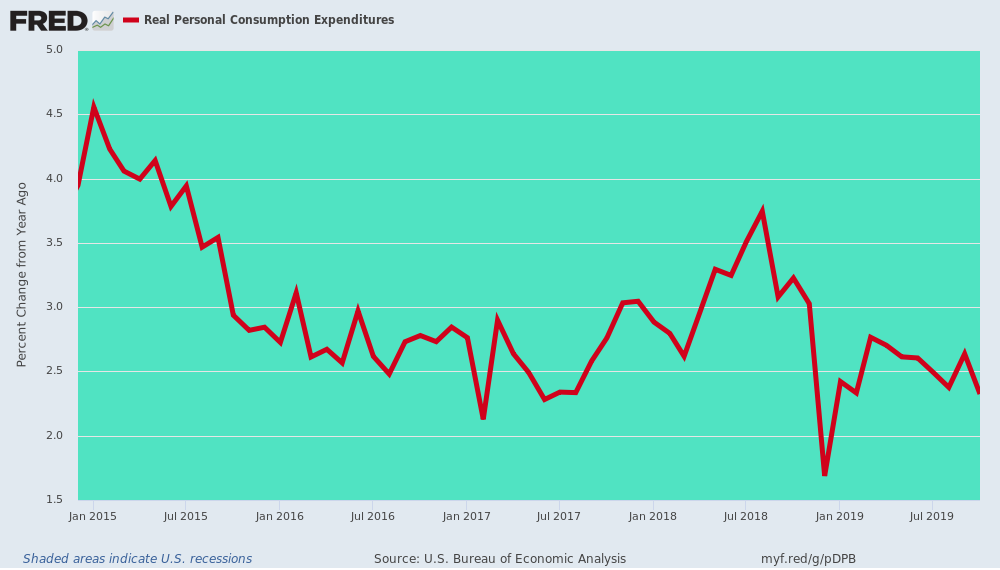 FRED
Real Personal Consumption Expenditures
Percent Change from Year Ago
5.0
4.5
4.0
3.5
3.0
2.5
2.0
1.5
Jan 2015
Jul 2015
Jan 2016
Jul 2016
Jan 2017
Jul 2017
Jan 2018
Jul 2018
Jan 2019
Jul 2019
Shaded areas indicate U.S. recessions
Source: U.S. Bureau of Economic Analysis
myf.red/g/pDPB